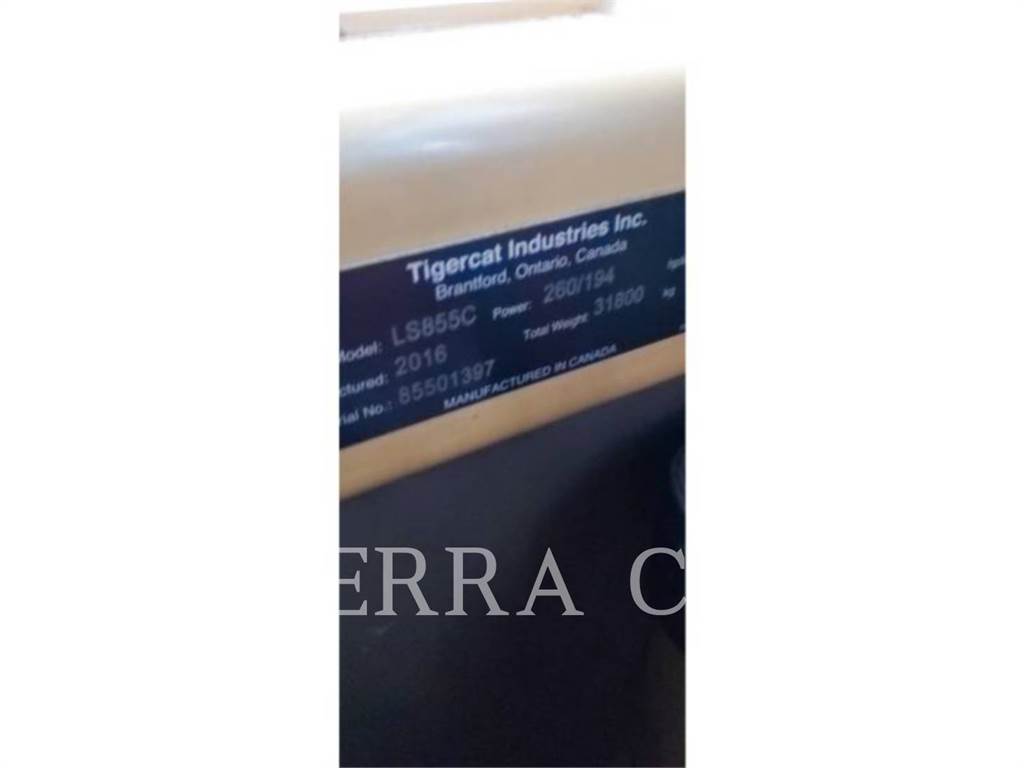 Tigercat Industries Inc.
Brantford, Ontario, Canada
Model: LS855C Power: 260/194
ctured: 2016 Total Weight: 31800 kg
rial No.: 85501397 MANUFACTURED IN CANADA
ERRA C